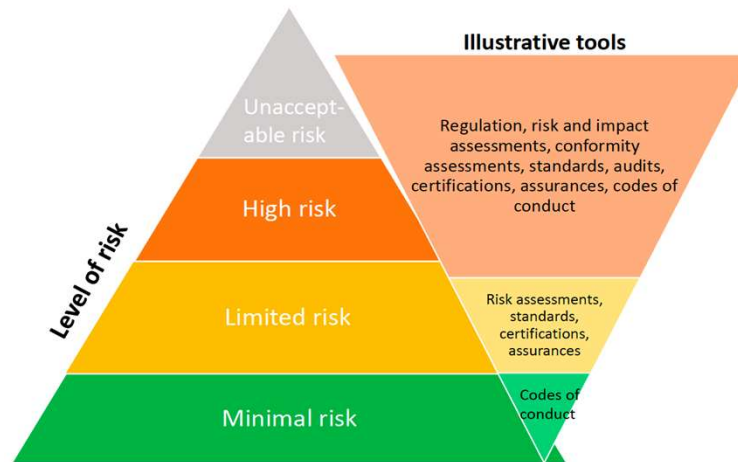 Illustrative tools
Unaccept-
able risk
High risk
Limited risk
Minimal risk
Level of risk
Regulation, risk and impact
assessments, conformity
assessments, standards, audits,
certifications, assurances, codes of
conduct
Risk assessments,
standards,
certifications,
assurances
Codes of
conduct